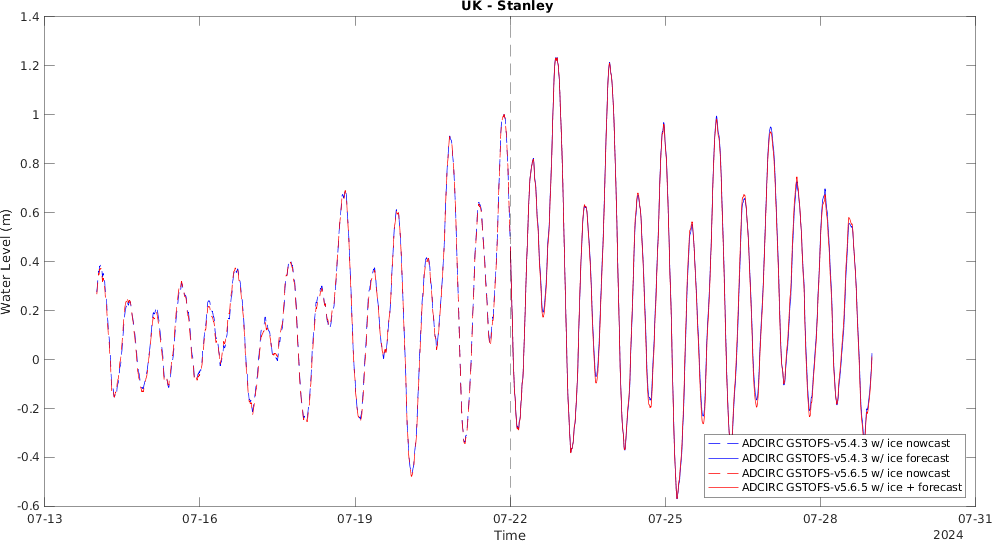 UK - Stanley
1.4
1.2
1
0.8
0.6
0.4
0.2
0
-0.2
-0.4
-0.6
Water Level (m)
07-13 07-16 07-19 07-22 07-25 07-28 07-31
Time
2024
ADCIRC GSTOFS-v5.4.3 w/ ice nowcast
ADCIRC GSTOFS-v5.4.3 w/ ice forecast
ADCIRC GSTOFS-v5.6.5 w/ ice nowcast
ADCIRC GSTOFS-v5.6.5 w/ ice + forecast